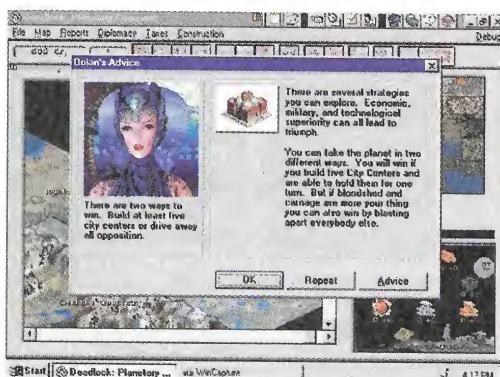 File Map Reports Diplomacy Taxes Construction
Debug
Dolan's Advice
There are several strategies
you can explore. Economic,
military, and technological
superiority can all lead to
triumph.
You can take the planet in two
different ways. You will win if
you build five City Centers and
are able to hold them for one
turn. But if bloodshed and
carnage are more your thing
you can also win by blasting
apart everybody else.
There are two ways to
win. Build at least five
city centers or drive away
all opposition.
OK Repeat Advice
Start Deadlock: Planetary ... WinCapture 4:12 PM